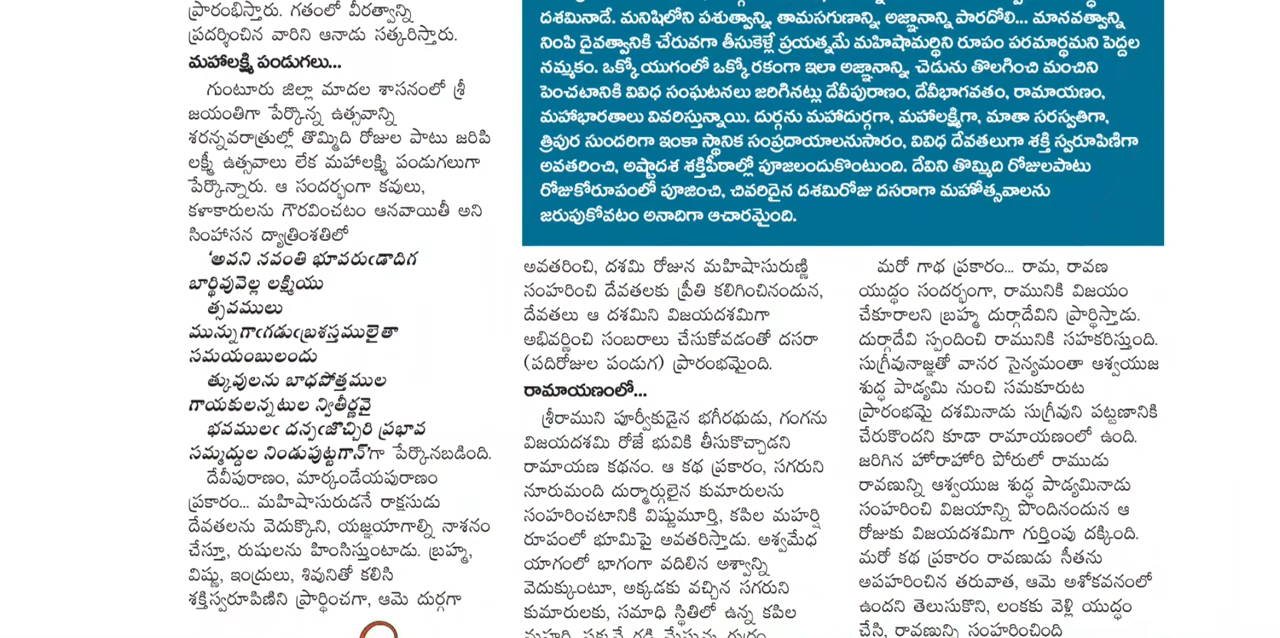 ప్రారంభిస్తారు. గతంలో వీరత్వాన్ని
ప్రదర్శించిన వారిని ఆనాడు సత్కరిస్తారు.
మహాలక్ష్మి పండుగలు...
గుంటూరు జిల్లా మాదల శాసనంలో శ్రీ
జయంతిగా పేర్కొన్న ఉత్సవాన్ని
శరన్నవరాత్రుల్లో తొమ్మిది రోజుల పాటు జరిపి
లక్ష్మీ ఉత్సవాలు లేక మహాలక్ష్మి పండుగలుగా
పేర్కొన్నారు. ఆ సందర్భంగా కవులు,
కళాకారులను గౌరవించటం ఆనవాయితీ అని
సింహాసన ద్వాత్రింశతిలో
'అవని నవంతి భూవరుఁడాదిగ
బార్థివువెల్ల లక్ష్మియు
త్సవములు
మున్నుగాఁగడుఁబ్రశస్తములైతా
సమయంబులందు
త్కువులను బాధపోత్తముల
గాయకులన్నటుల న్వితీర్ణవై
భవములఁ దన్పఁజొచ్చిరి ప్రభావ
సమ్మద్దుల నిండుపుట్టగాన్'గా పేర్కొనబడింది.
దేవీపురాణం, మార్కండేయపురాణం
ప్రకారం... మహిషాసురుడనే రాక్షసుడు
దేవతలను వెదుక్కొని, యజ్ఞయాగాల్ని నాశనం
చేస్తూ, రుషులను హింసిస్తుంటాడు. బ్రహ్మ,
విష్ణు, ఇంద్రులు, శివునితో కలిసి
శక్తిస్వరూపిణిని ప్రార్థించగా, ఆమె దుర్గగా
దశమినాడే. మనిషిలోని పశుత్వాన్ని, తామసగుణాన్ని, అజ్ఞానాన్ని పారదోలి... మానవత్వాన్ని
నింపి దైవత్వానికి చేరువగా తీసుకెళ్లే ప్రయత్నమే మహిషామర్థిని రూపం పరమార్థమని పెద్దల
నమ్మకం. ఒక్కో యుగంలో ఒక్కో రకంగా ఇలా అజ్ఞానాన్ని, చెడును తొలగించి మంచిని
పెంచటానికి వివిధ సంఘటనలు జరిగినట్లు దేవీపురాణం, దేవీభాగవతం, రామాయణం,
మహాభారతాలు వివరిస్తున్నాయి. దుర్గను మహాదుర్గగా, మహాలక్ష్మిగా, మాతా సరస్వతిగా,
త్రిపుర సుందరిగా ఇంకా స్థానిక సంప్రదాయాలనుసారం, వివిధ దేవతలుగా శక్తి స్వరూపిణిగా
అవతరించి, అష్టాదశ శక్తిపీఠాల్లో పూజలందుకొంటుంది. దేవిని తొమ్మిది రోజులపాటు
రోజుకోరూపంలో పూజించి, చివరిదైన దశమిరోజు దసరాగా మహోత్సవాలను
జరుపుకోవటం అనాదిగా ఆచారమైంది.
అవతరించి, దశమి రోజున మహిషాసురుణ్ణి
సంహరించి దేవతలకు ప్రీతి కలిగించినందున,
దేవతలు ఆ దశమిని విజయదశమిగా
అభివర్ణించి సంబరాలు చేసుకోవడంతో దసరా
(పదిరోజుల పండుగ) ప్రారంభమైంది.
రామాయణంలో...
శ్రీరాముని పూర్వీకుడైన భగీరథుడు, గంగను
విజయదశమి రోజే భువికి తీసుకొచ్చాడని
రామాయణ కథనం. ఆ కథ ప్రకారం, సగరుని
నూరుమంది దుర్మార్గులైన కుమారులను
సంహరించటానికి విష్ణుమూర్తి, కపిల మహర్షి
రూపంలో భూమిపై అవతరిస్తాడు. అశ్వమేధ
యాగంలో భాగంగా వదిలిన అశ్వాన్ని
వెదుక్కుంటూ, అక్కడకు వచ్చిన సగరుని
కుమారులకు, సమాధి స్థితిలో ఉన్న కపిల
మరో గాథ ప్రకారం... రామ, రావణ
యుద్ధం సందర్భంగా, రామునికి విజయం
చేకూరాలని బ్రహ్మ దుర్గాదేవిని ప్రార్థిస్తాడు.
దుర్గాదేవి స్పందించి రామునికి సహకరిస్తుంది.
సుగ్రీవునాజ్ఞతో వానర సైన్యమంతా ఆశ్వయుజ
శుద్ధ పాడ్యమి నుంచి సమకూరుట
ప్రారంభమై దశమినాడు సుగ్రీవుని పట్టణానికి
చేరుకొందని కూడా రామాయణంలో ఉంది.
జరిగిన హోరాహోరి పోరులో రాముడు
రావణున్ని ఆశ్వయుజ శుద్ధ పాడ్యమినాడు
సంహరించి విజయాన్ని పొందినందున ఆ
రోజుకు విజయదశమిగా గుర్తింపు దక్కింది.
మరో కథ ప్రకారం రావణుడు సీతను
అపహరించిన తరువాత, ఆమె అశోకవనంలో
ఉందని తెలుసుకొని, లంకకు వెళ్లి యుద్ధం
చేసి, రావణున్ని సంహరించింది